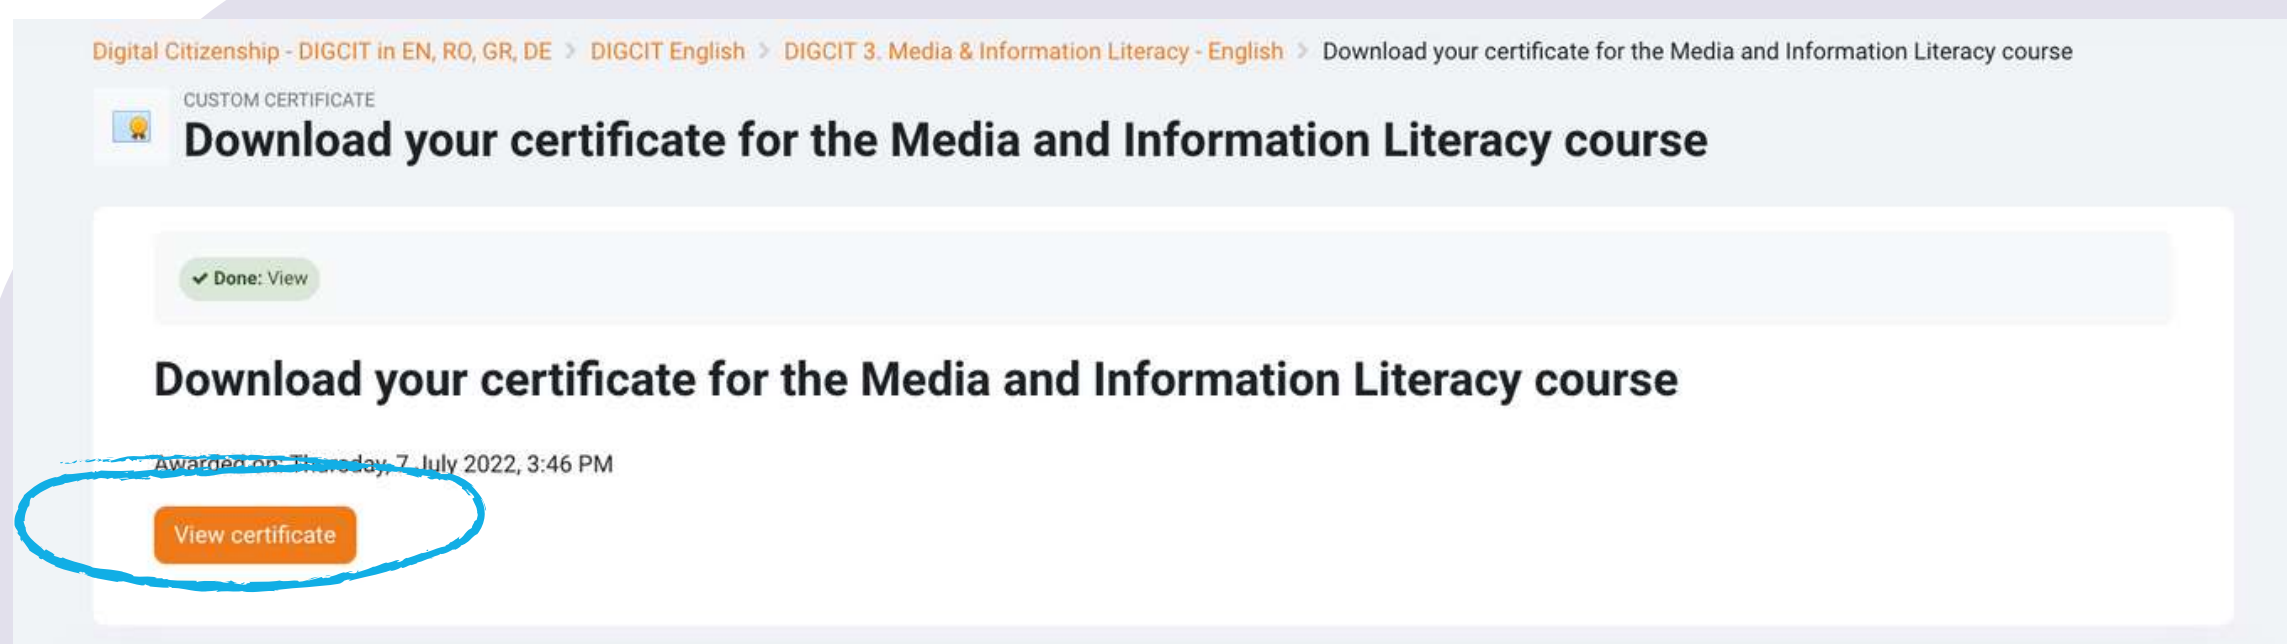 Digital Citizenship - DIGCIT in EN, RO, GR, DE > DIGCIT English > DIGCIT 3. Media & Information Literacy - English > Download your certificate for the Media and Information Literacy course
CUSTOM CERTIFICATE
Download your certificate for the Media and Information Literacy course
✔ Done: View
Download your certificate for the Media and Information Literacy course
Awarded on: Thursday, 7 July 2022, 3:46 PM
View certificate